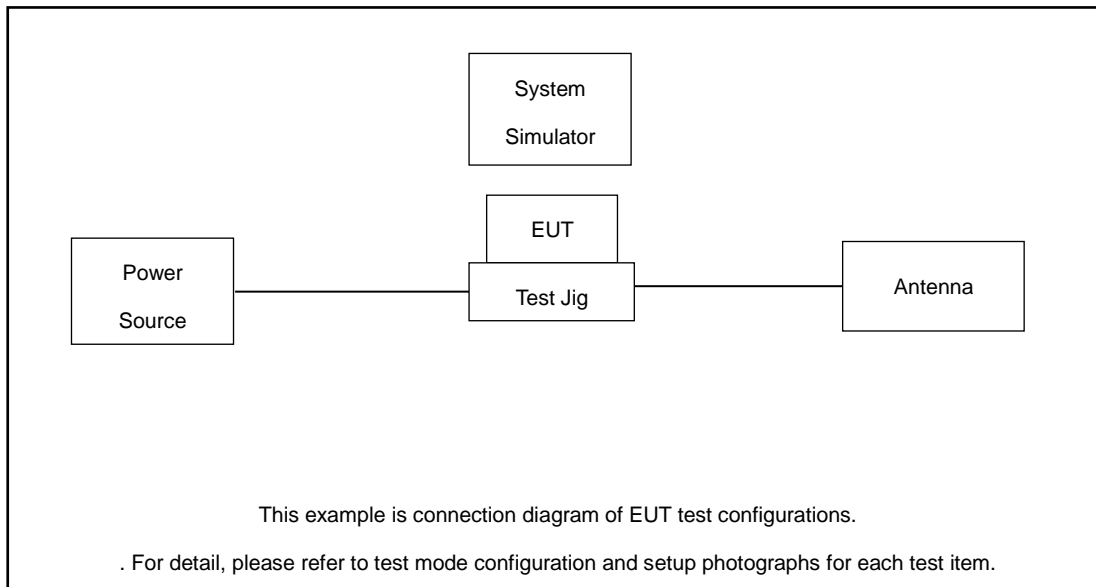 System
Simulator
EUT
Power
Source
Test Jig
Antenna
This example is connection diagram of EUT test configurations.
. For detail, please refer to test mode configuration and setup photographs for each test item.